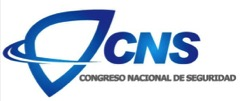 CNS
CONGRESO NACIONAL DE SEGURIDAD